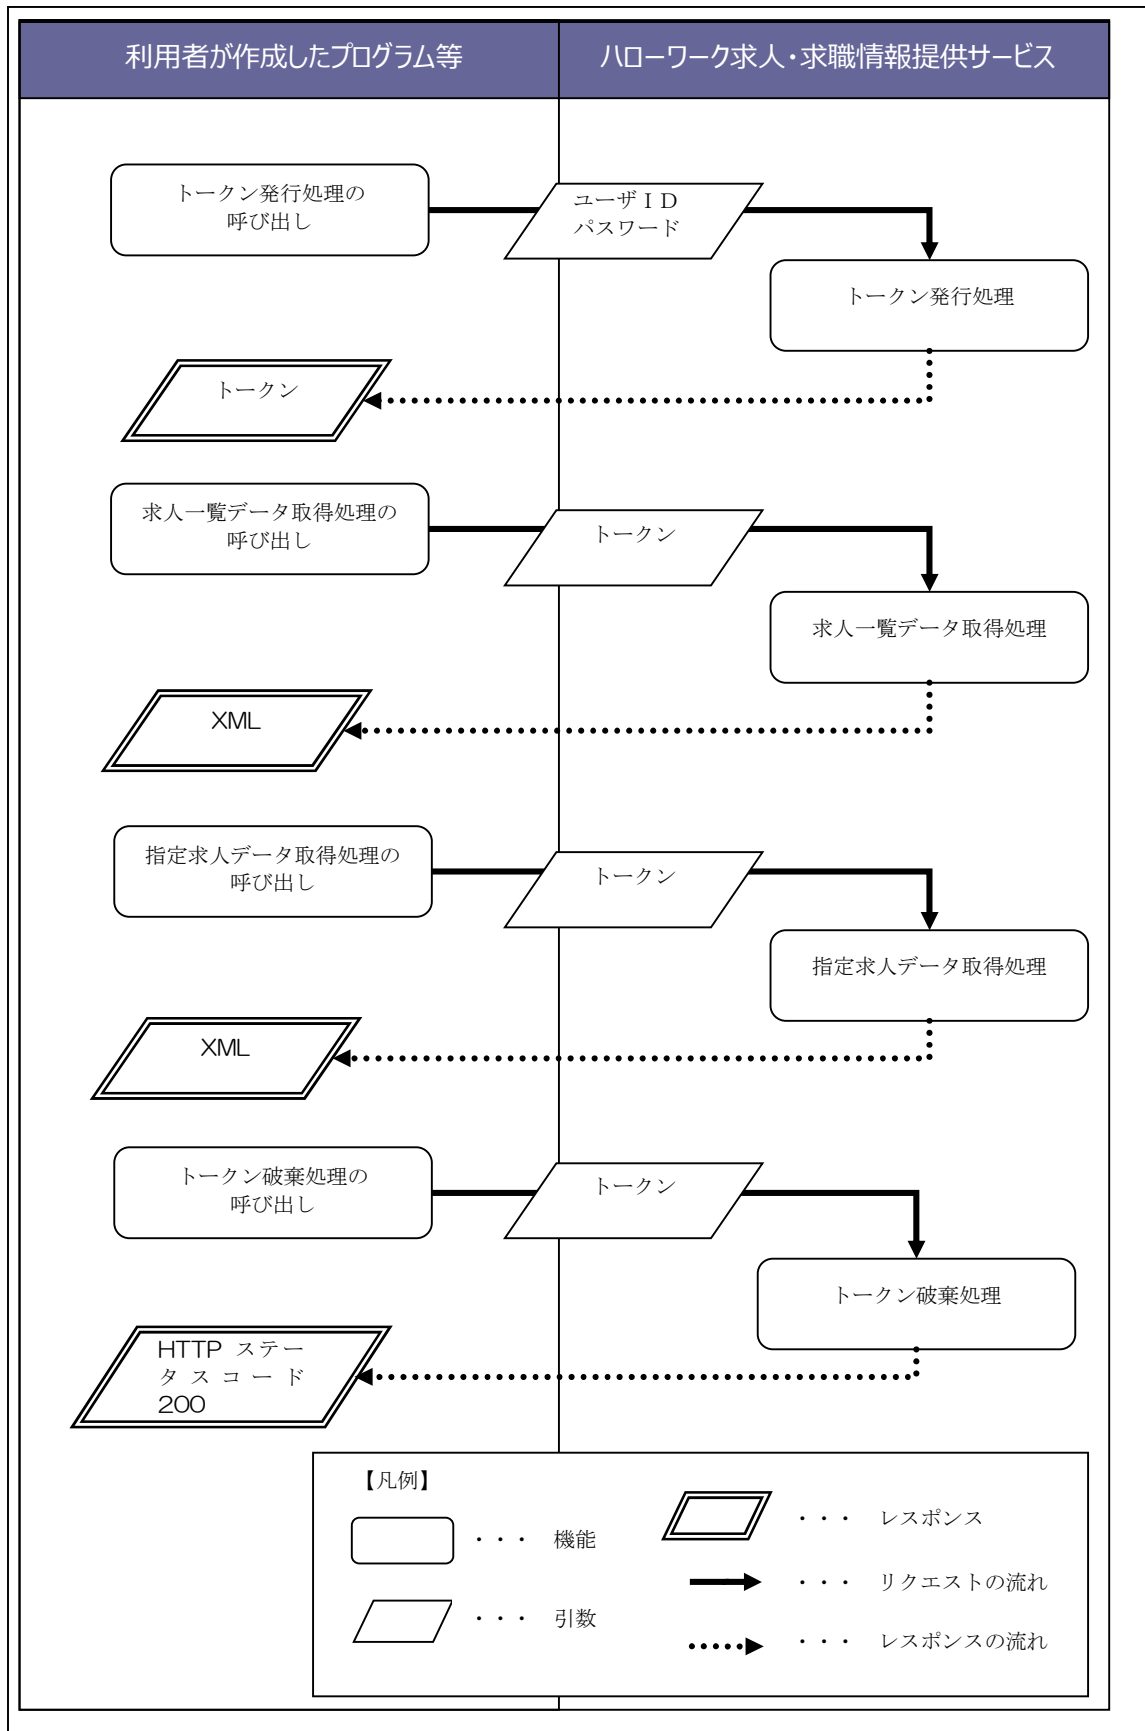 利用者が作成したプログラム等
ハローワーク求人・求職情報提供サービス
トークン発行処理の
呼び出し
ユーザＩＤ
パスワード
トークン発行処理
トークン
求人一覧データ取得処理の
呼び出し
トークン
求人一覧データ取得処理
XML
指定求人データ取得処理の
呼び出し
トークン
指定求人データ取得処理
XML
トークン破棄処理の
呼び出し
トークン
トークン破棄処理
HTTP ステー
タスコード
200
【凡例】
・・・ 機能
・・・ 引数
・・・ レスポンス
・・・ リクエストの流れ
・・・ レスポンスの流れ